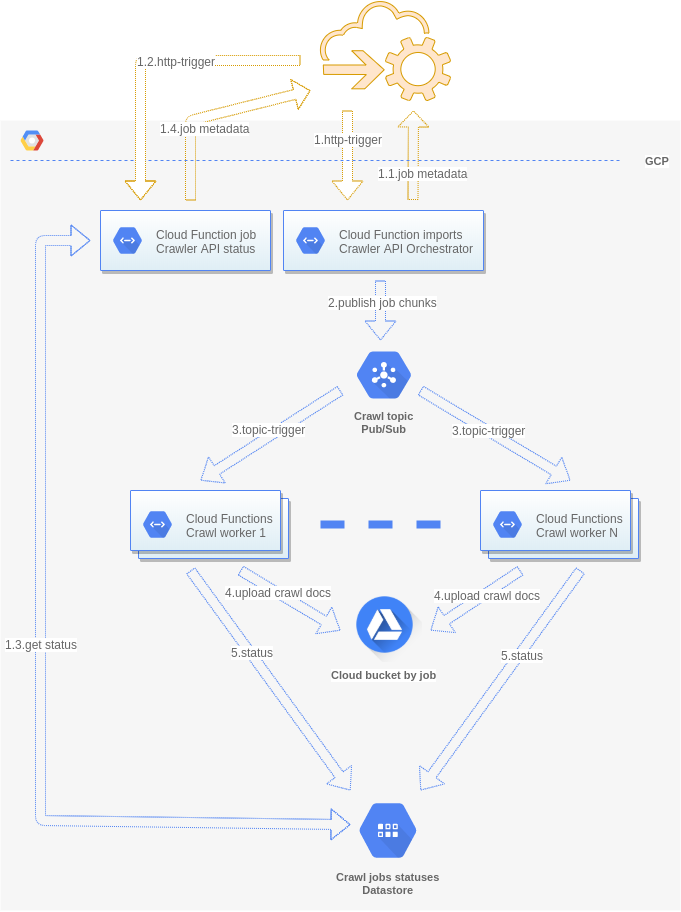 1.2.http-trigger
1.4.job metadata
1.http-trigger
GCP
1.1.job metadata
Cloud Function job
Crawler API status
Cloud Function imports
Crawler API Orchestrator
2.publish job chunks
Crawl topic
Pub/Sub
3.topic-trigger
3.topic-trigger
Cloud Functions
Crawl worker 1
Cloud Functions
Crawl worker N
4.upload crawl docs
4.upload crawl docs
1.3.get status
5.status
5.status
Cloud bucket by job
Crawl jobs statuses
Datastore